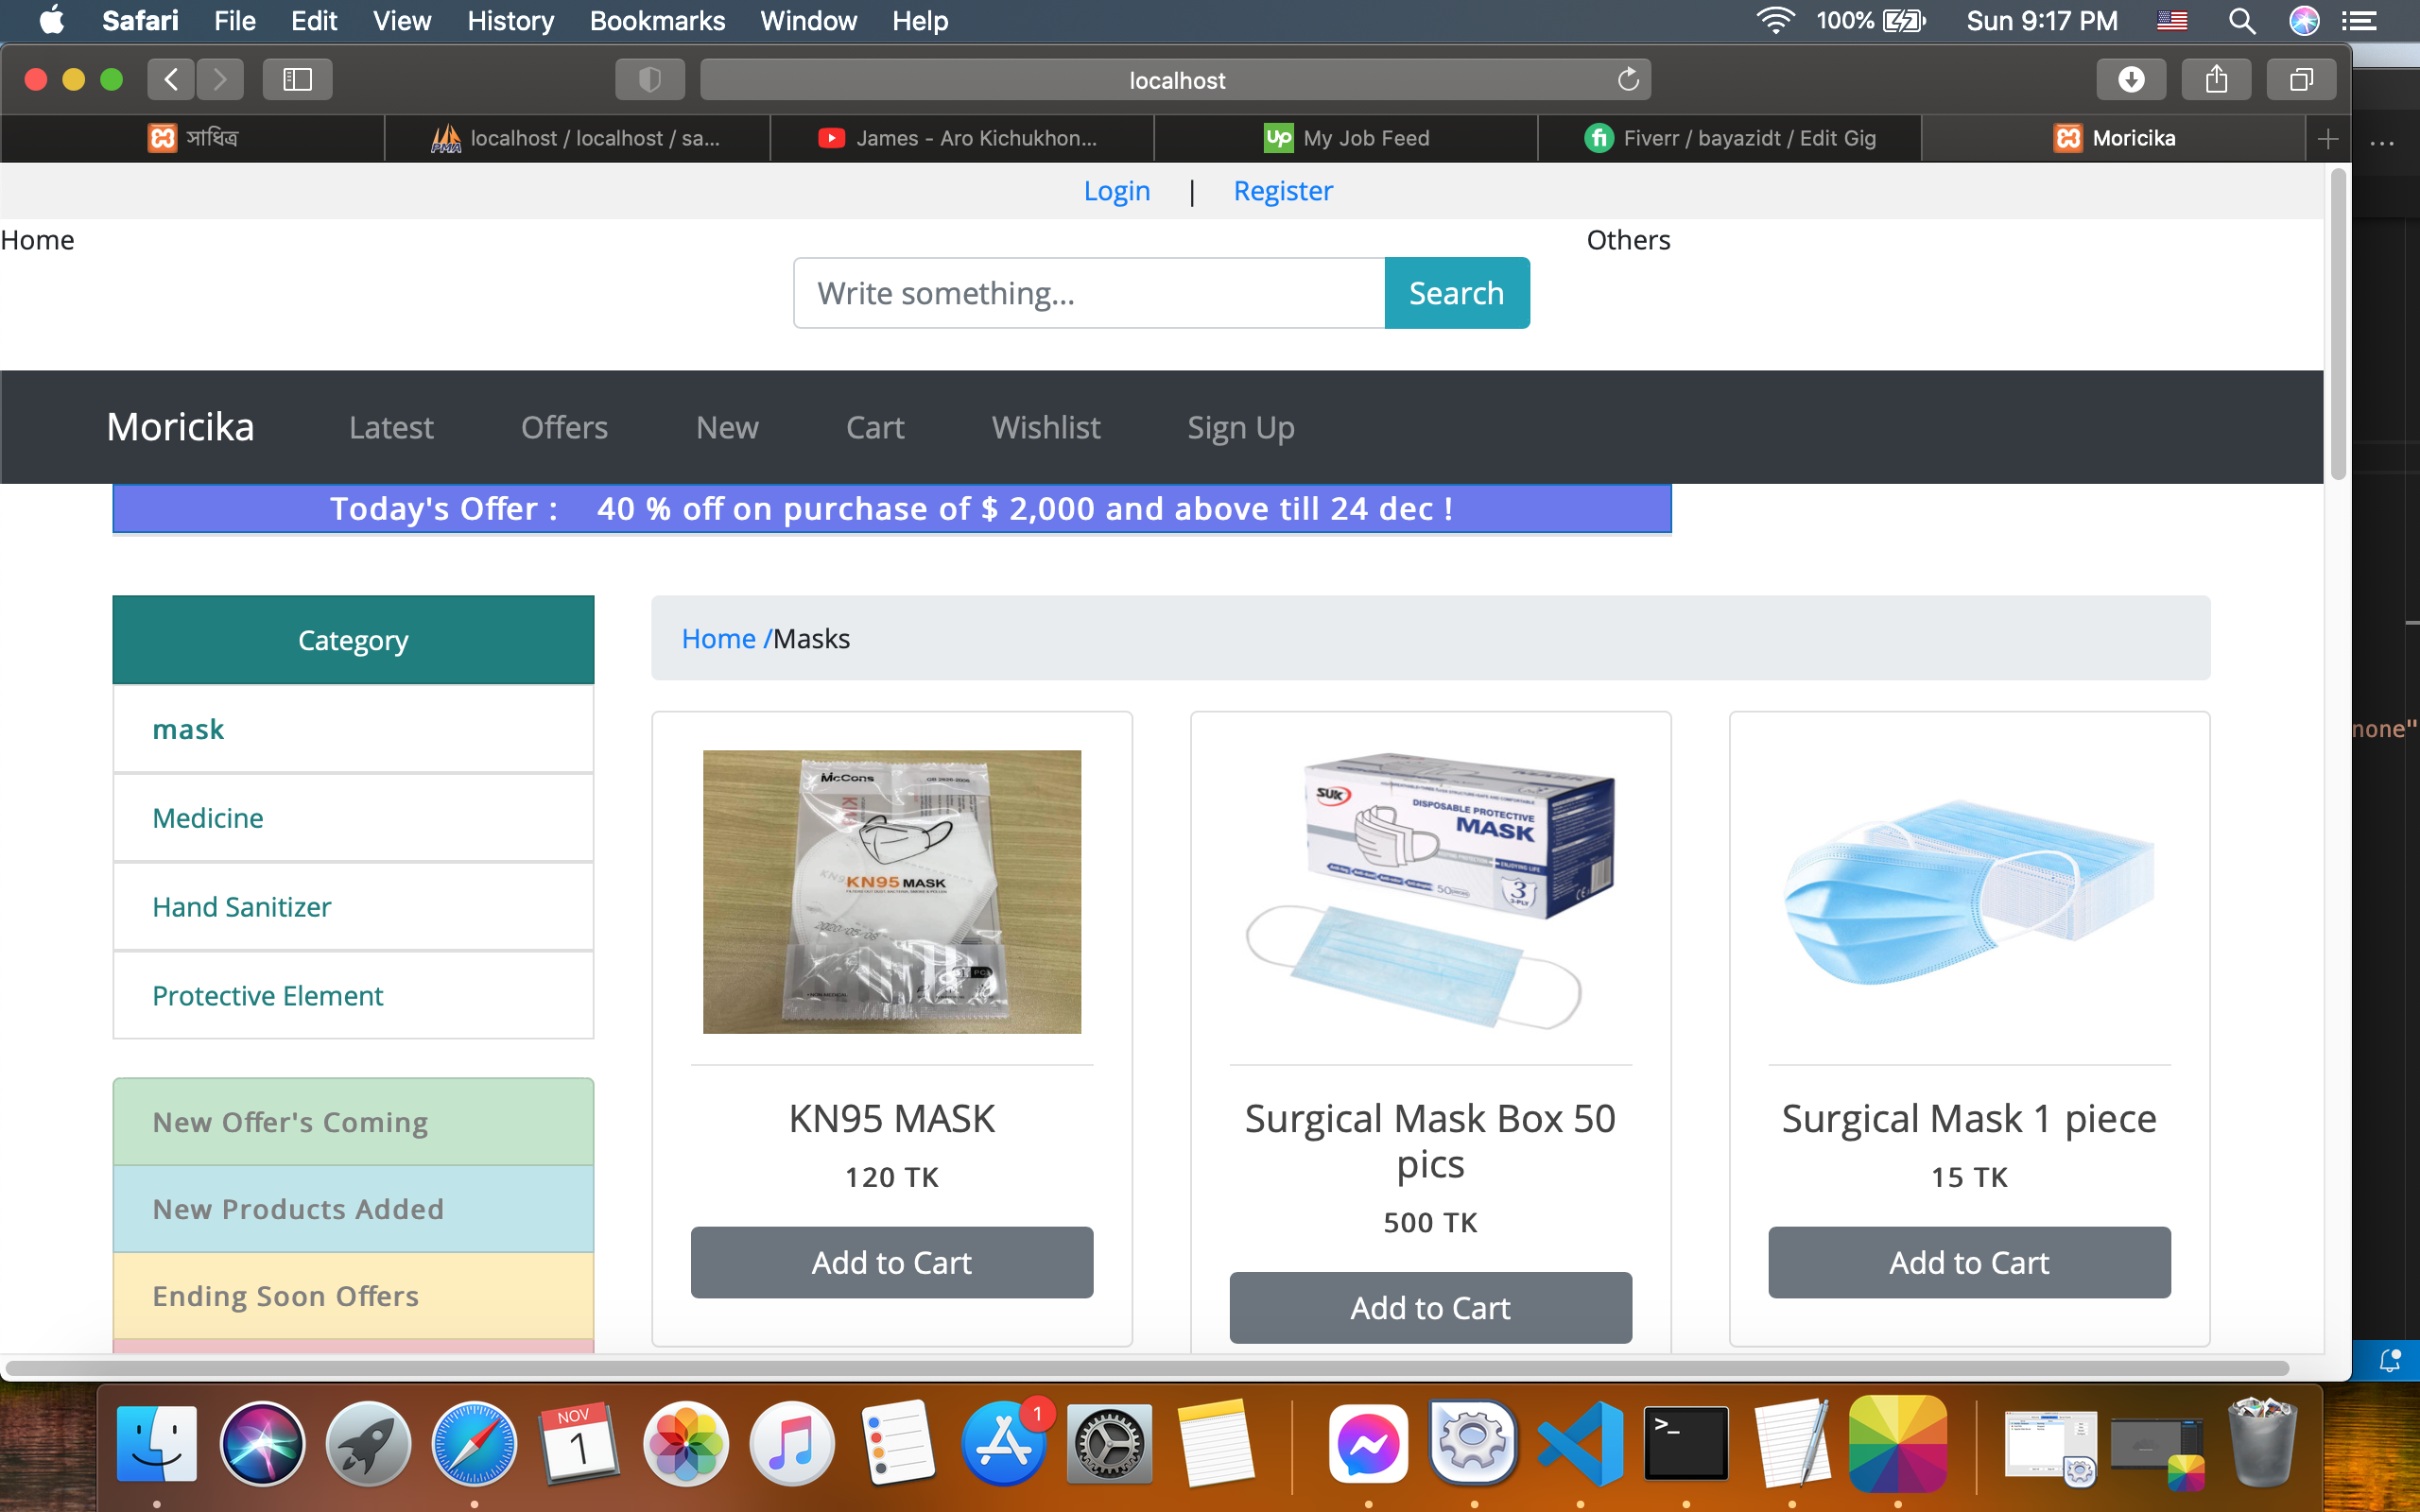 Safari File Edit View History Bookmarks Window Help 100% Sun 9:17 PM
localhost
সাধিত্র localhost / localhost / sa... James - Aro Kichukhon... My Job Feed Fiverr / bayazidt / Edit Gig Moricika
Login | Register
Home Others
Write something... Search
Moricika Latest Offers New Cart Wishlist Sign Up
Today's Offer : 40 % off on purchase of $ 2,000 and above till 24 dec !
Category
mask
Medicine
Hand Sanitizer
Protective Element
New Offer's Coming
New Products Added
Ending Soon Offers
Home /Masks
McCons
KN95 MASK
KN95 MASK
120 TK
Add to Cart
SUK
DISPOSABLE PROTECTIVE
MASK
50
3
3-PLY
Surgical Mask Box 50
pics
500 TK
Add to Cart
Surgical Mask 1 piece
15 TK
Add to Cart
none"
NOV
1
1